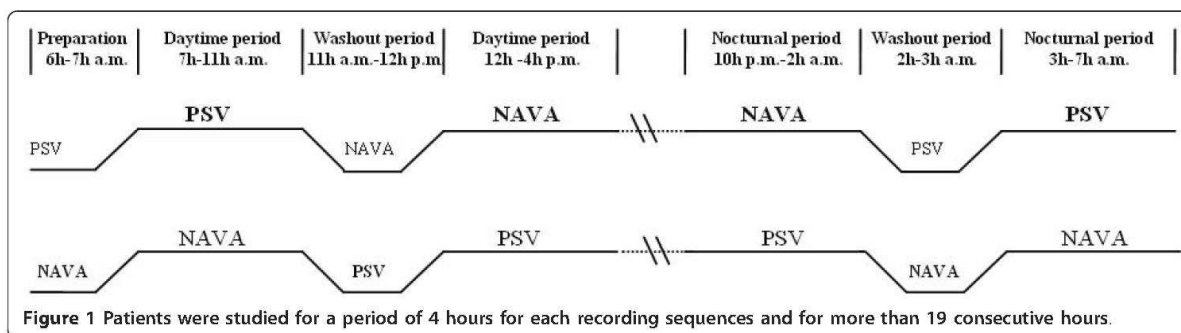 Preparation Daytime period Washout period Daytime period Nocturnal period Washout period Nocturnal period
6h-7h a.m. 7h-11h a.m. 11h a.m.-12h p.m 12h -4h p.m. 10h p.m.-2h a.m. 2h-3h a.m. 3h-7h a.m.
PSV NAVA NAVA PSV
PSV NAVA PSV
NAVA PSV PSV NAVA
NAVA PSV NAVA
Figure 1 Patients were studied for a period of 4 hours for each recording sequences and for more than 19 consecutive hours.